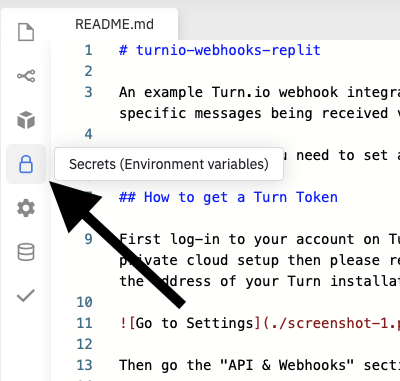 README.md
1 # turnio-webhooks-replit
2
3 An example Turn.io webhook integra
specific messages being received
4
Secrets (Environment variables)
need to set a
## How to get a Turn Token
9 First log-in to your account on Tu
private cloud setup then please re
the address of your Turn installat
10
11 ![Go to Settings](./screenshot-1.p
12
13 Then go the "API & Webhooks" secti